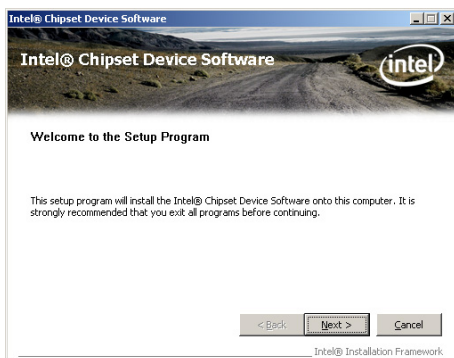 Intel® Chipset Device Software
Intel® Chipset Device Software
intel
Welcome to the Setup Program
This setup program will install the Intel® Chipset Device Software onto this computer. It is
strongly recommended that you exit all programs before continuing.
< Back
Next >
Cancel
Intel® Installation Framework